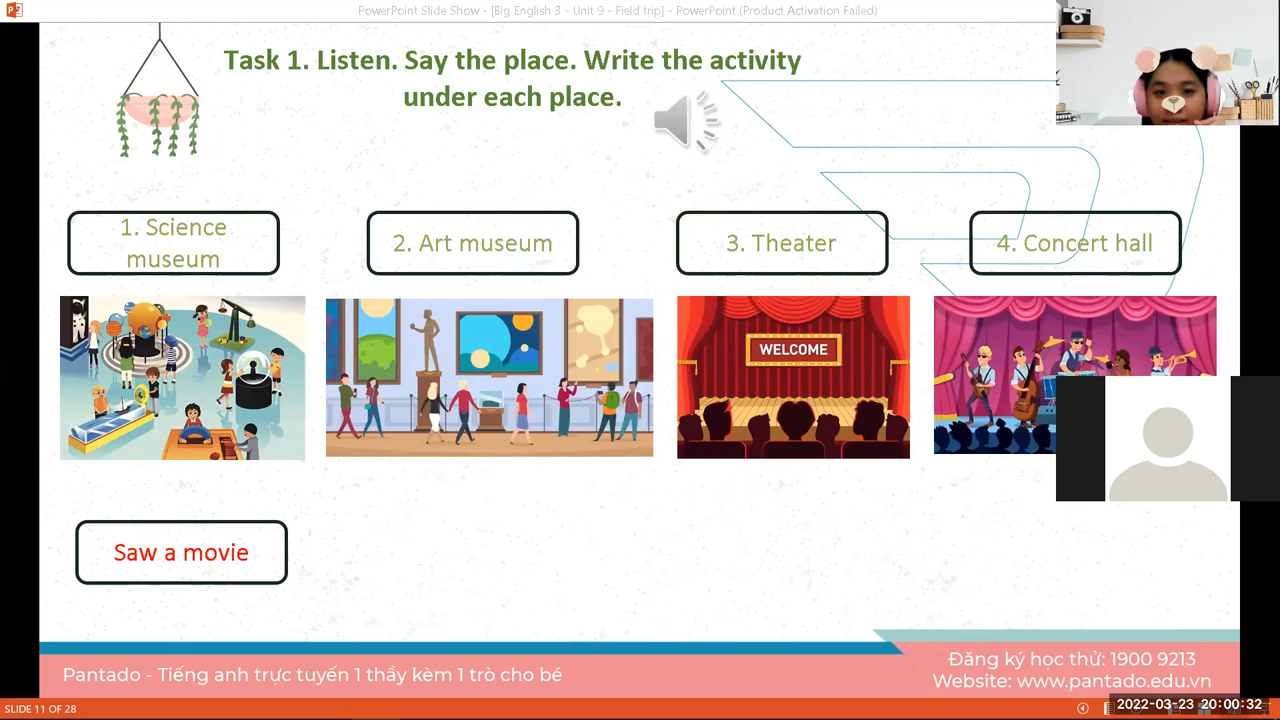 PowerPoint Slide Show - [Big English 3 - Unit 9 - Field trip] - PowerPoint (Product Activation Failed)
Task 1. Listen. Say the place. Write the activity
under each place.
1. Science
museum
2. Art museum
3. Theater
4. Concert hall
WELCOME
Saw a movie
Pantado - Tiếng anh trực tuyến 1 thầy kèm 1 trò cho bé
Đăng ký học thử: 1900 9213
Website: www.pantado.edu.vn
SLIDE 11 OF 28
2022-03-23 20:00:32